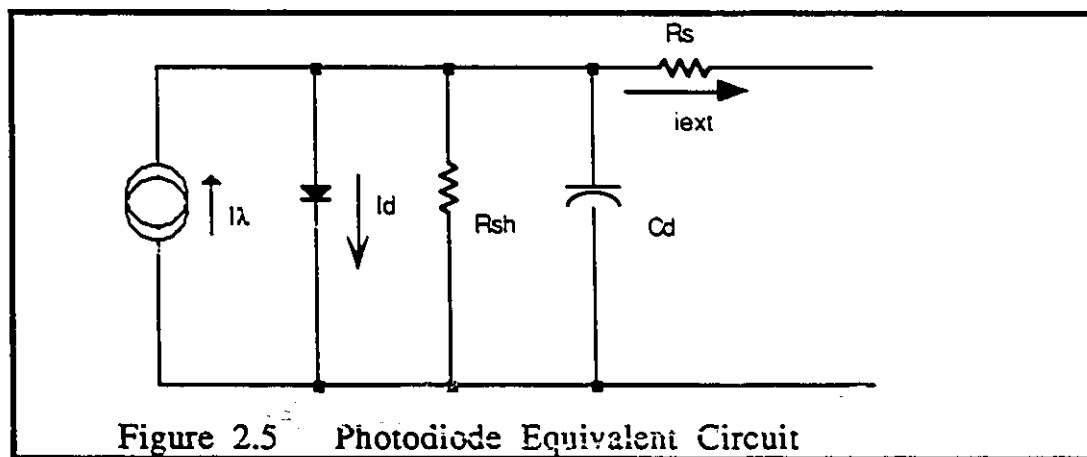 Rs
iext
Iλ
Id
Rsh
Cd
Figure 2.5 Photodiode Equivalent Circuit